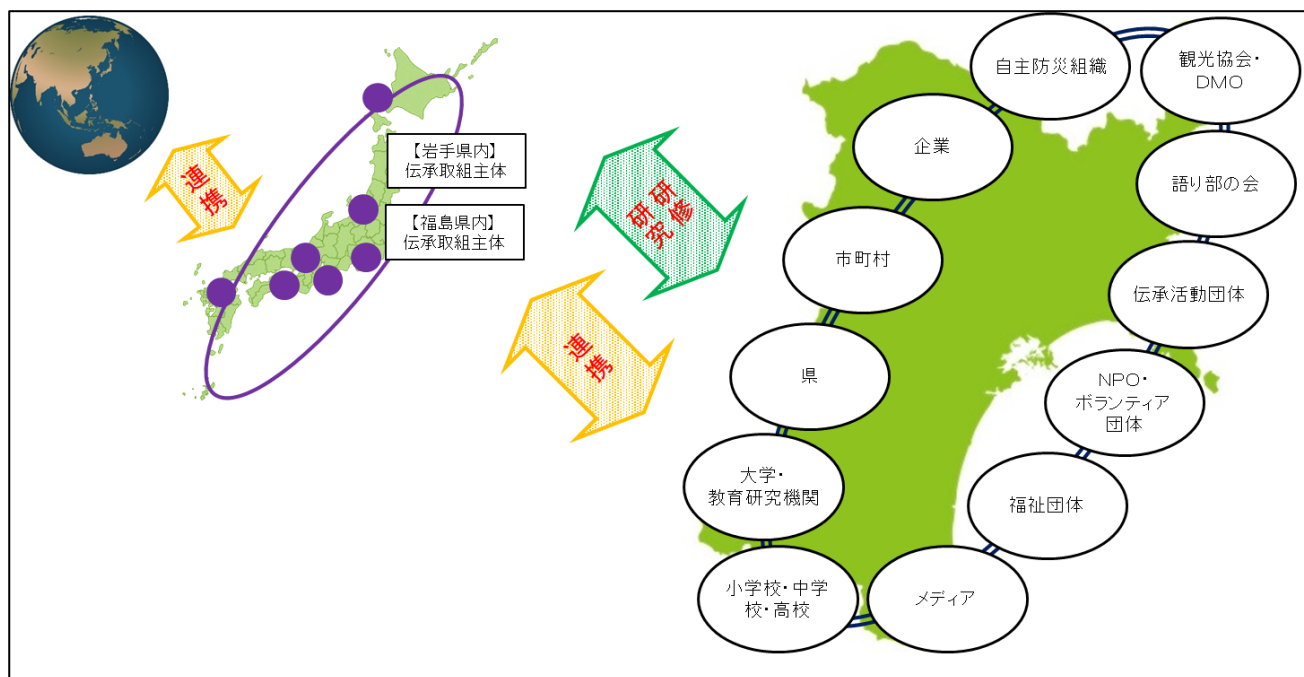 連携
【岩手県内】
伝承取組主体
【福島県内】
伝承取組主体
研修
研究
連携
自主防災組織
観光協会・
DMO
企業
語り部の会
市町村
伝承活動団体
県
NPO・
ボランティア
団体
大学・
教育研究機関
福祉団体
小学校・中学
校・高校
メディア